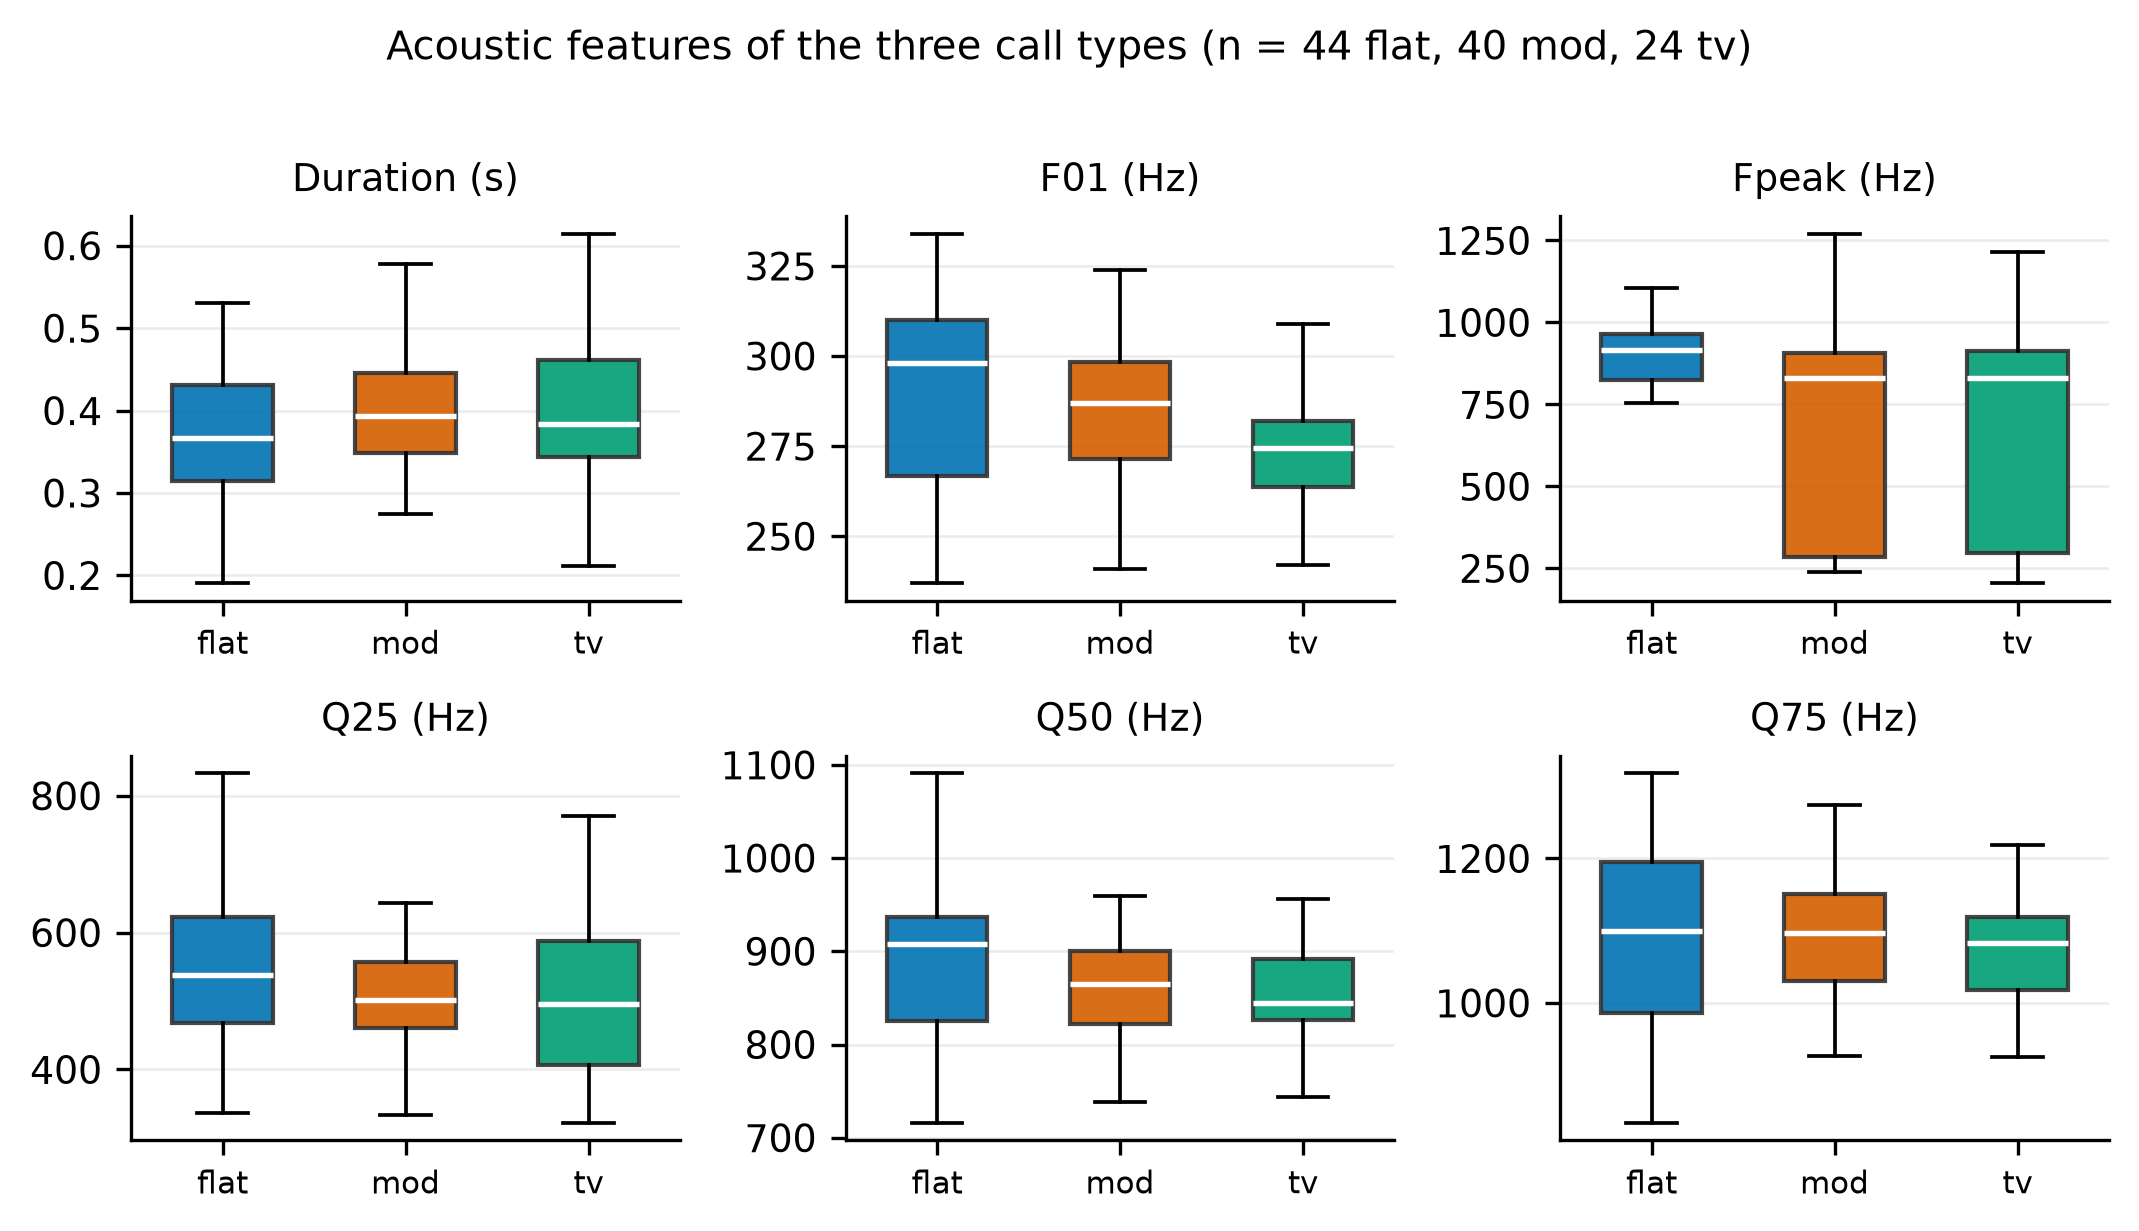 Acoustic features of the three call types (n = 44 flat, 40 mod, 24 tv)
Duration (s)
0.6
0.5
0.4
0.3
0.2
flat mod tv
F01 (Hz)
325
300
275
250
flat mod tv
Fpeak (Hz)
1250
1000
750
500
250
flat mod tv
Q25 (Hz)
800
600
400
flat mod tv
Q50 (Hz)
1100
1000
900
800
700
flat mod tv
Q75 (Hz)
1200
1000
flat mod tv